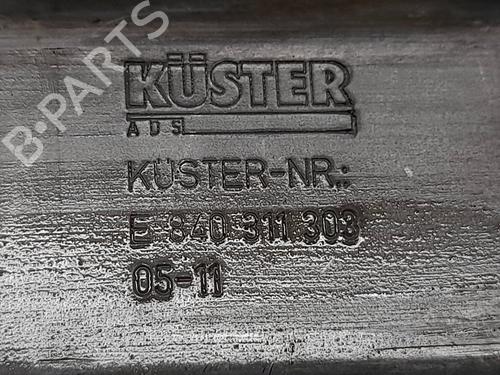 B-PARTS
KÜSTER
ADS
KÜSTER-NR.:
E 840 311 303
05-11